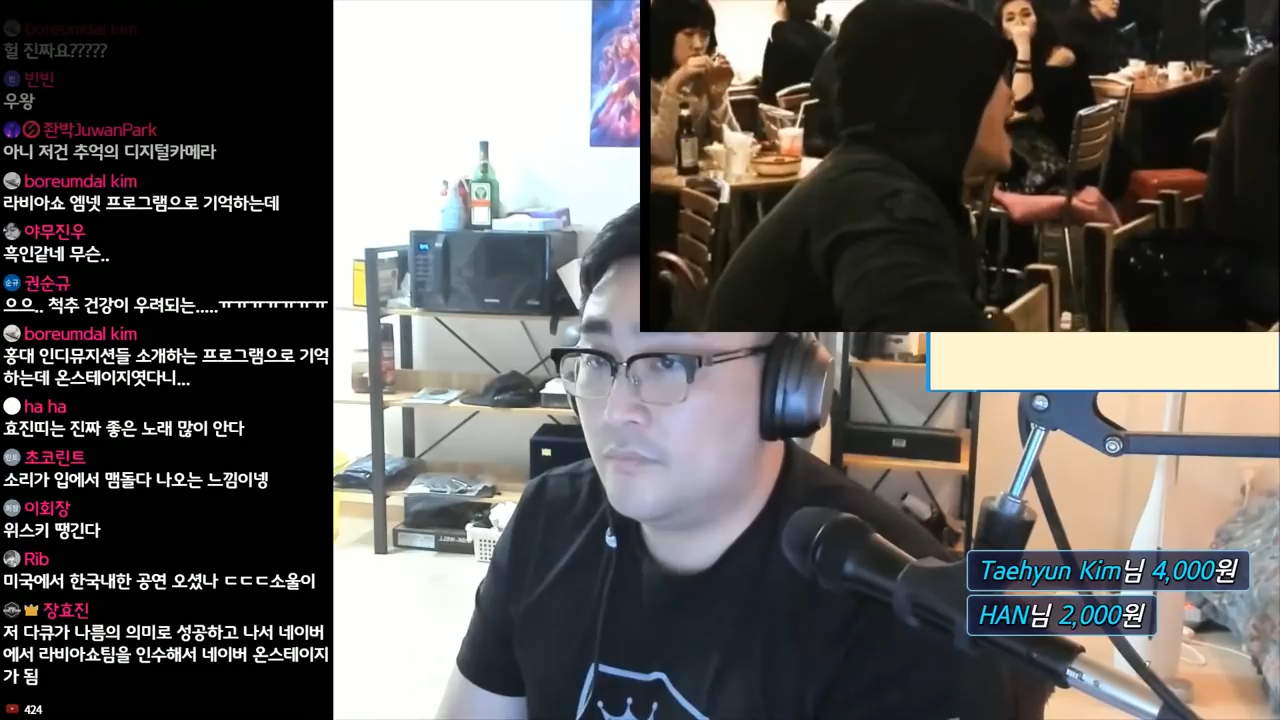 boreumdal kim
헐 진짜요?????
빈빈
우왕
좐박JuwanPark
아니 저건 추억의 디지털카메라
boreumdal kim
라비아쇼 엠넷 프로그램으로 기억하는데
야무진우
흑인같네 무슨..
권순규
으으.. 척추 건강이 우려되는.....ㅠㅠㅠㅠㅠㅠㅠ
boreumdal kim
홍대 인디뮤지션들 소개하는 프로그램으로 기억
하는데 온스테이지엿다니...
ha ha
효진띠는 진짜 좋은 노래 많이 안다
초코린트
소리가 입에서 맴돌다 나오는 느낌이넹
이회장
위스키 땡긴다
Rib
미국에서 한국내한 공연 오셨나 ㄷㄷㄷ소울이
장효진
저 다큐가 나름의 의미로 성공하고 나서 네이버
에서 라비아쇼팀을 인수해서 네이버 온스테이지
가 됨
424
Taehyun Kim님 4,000원
HAN님 2,000원